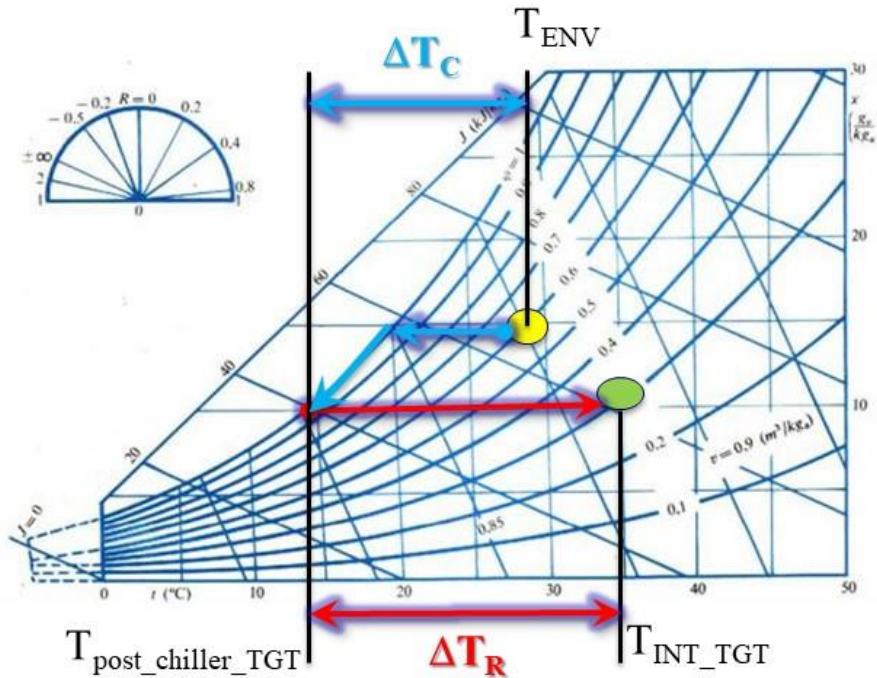 T_ENV
ΔT_C
-0.2 R=0 0.2
-0.5
0.4
±∞
2
0.8
1 0 1
J (kJ/k
φ=1
30
x
g_v
kg_a
80
0.9
0.8
0.7
20
60
0.6
0.5
0.4
40
10
0.2
v=0.9 (m³/kg_a)
20
0.1
0.85
J=0
0 t (°C) 10 20 30 40 50
T_post_chiller_TGT
ΔT_R
T_INT_TGT